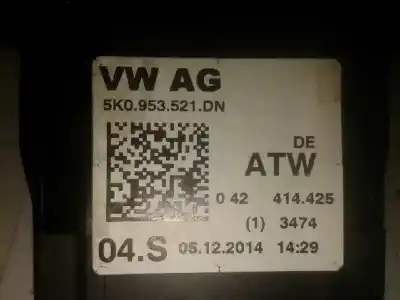 VW AG
5K0.953.521.DN
DE
ATW
0 42 414.425
(1) 3474
04.S 05.12.2014 14:29